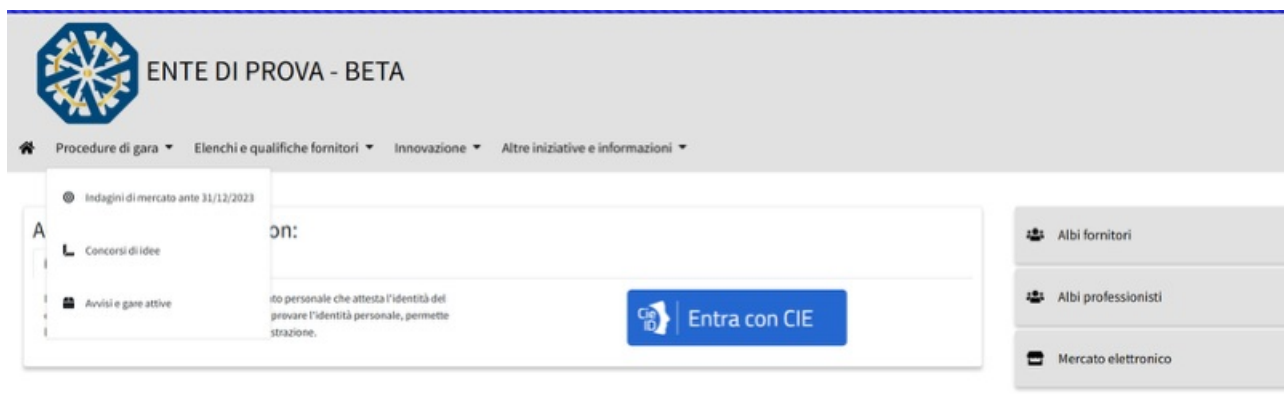 ENTE DI PROVA - BETA
Procedure di gara Elenchi e qualifiche fornitori Innovazione Altre iniziative e informazioni
Indagini di mercato ante 31/12/2023
Concorsi di idee
Avvisi e gare attive
on:
personale che attesta l'identità del
provare l'identità personale, permette
Cie ID Entra con CIE
Albi fornitori
Albi professionisti
Mercato elettronico